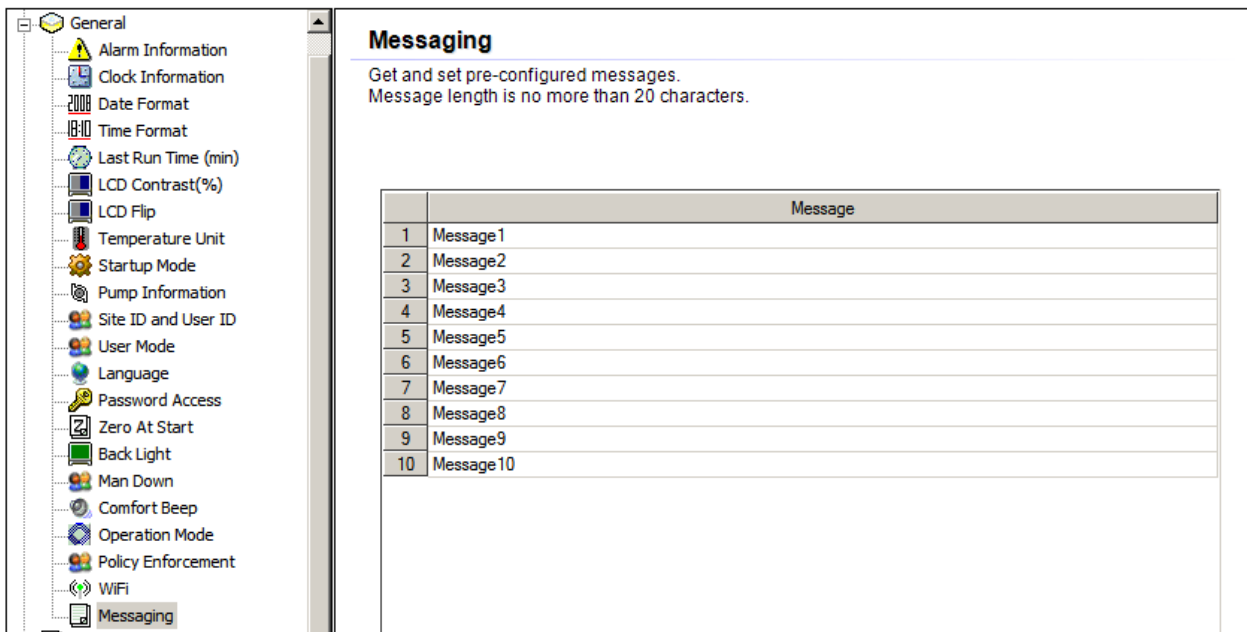 General
Alarm Information
Clock Information
Date Format
Time Format
Last Run Time (min)
LCD Contrast(%)
LCD Flip
Temperature Unit
Startup Mode
Pump Information
Site ID and User ID
User Mode
Language
Password Access
Zero At Start
Back Light
Man Down
Comfort Beep
Operation Mode
Policy Enforcement
WiFi
Messaging
Messaging
Get and set pre-configured messages.
Message length is no more than 20 characters.
Message
1 Message1
2 Message2
3 Message3
4 Message4
5 Message5
6 Message6
7 Message7
8 Message8
9 Message9
10 Message10